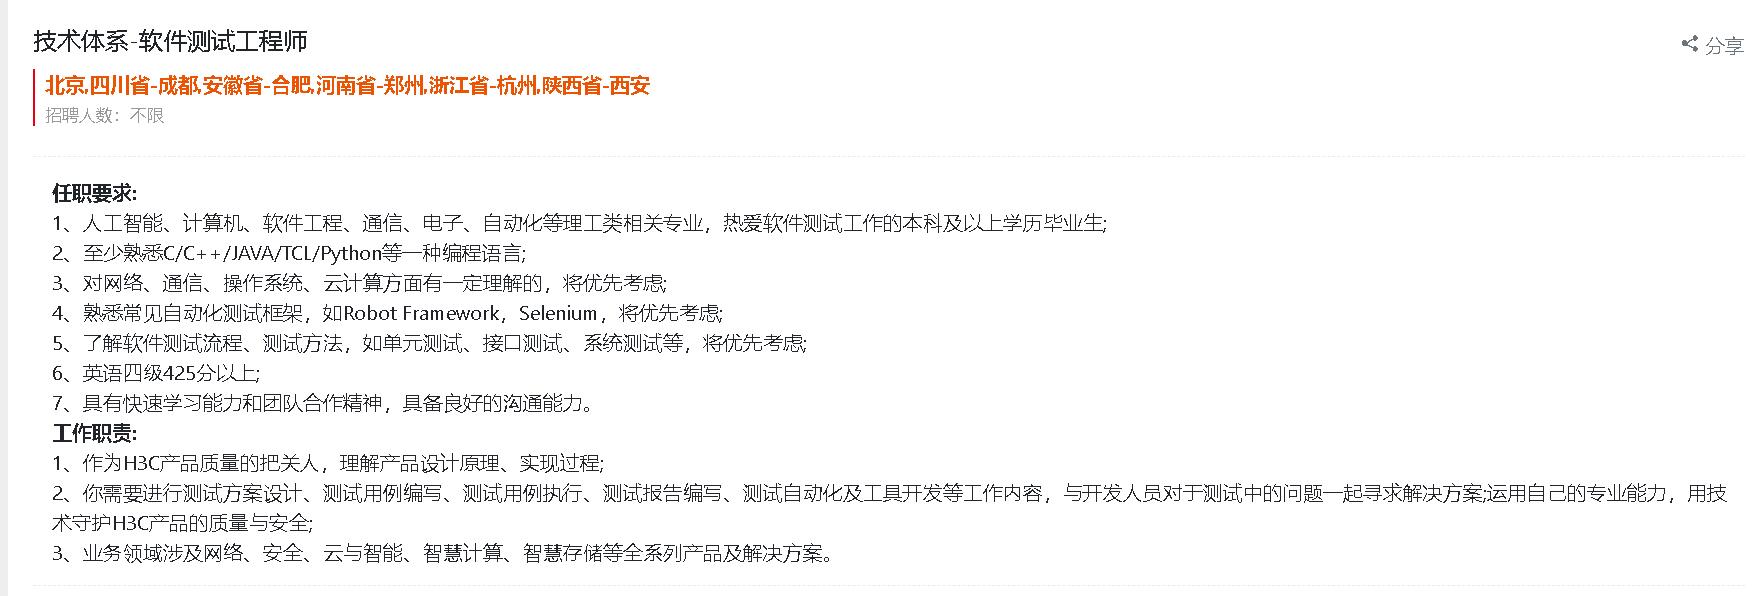 技术体系-软件测试工程师
分享
北京,四川省-成都,安徽省-合肥,河南省-郑州,浙江省-杭州,陕西省-西安
招聘人数：不限
任职要求:
1、人工智能、计算机、软件工程、通信、电子、自动化等理工类相关专业，热爱软件测试工作的本科及以上学历毕业生;
2、至少熟悉C/C++/JAVA/TCL/Python等一种编程语言;
3、对网络、通信、操作系统、云计算方面有一定理解的，将优先考虑;
4、熟悉常见自动化测试框架，如Robot Framework，Selenium，将优先考虑;
5、了解软件测试流程、测试方法，如单元测试、接口测试、系统测试等，将优先考虑;
6、英语四级425分以上;
7、具有快速学习能力和团队合作精神，具备良好的沟通能力。
工作职责:
1、作为H3C产品质量的把关人，理解产品设计原理、实现过程;
2、你需要进行测试方案设计、测试用例编写、测试用例执行、测试报告编写、测试自动化及工具开发等工作内容，与开发人员对于测试中的问题一起寻求解决方案;运用自己的专业能力，用技
术守护H3C产品的质量与安全;
3、业务领域涉及网络、安全、云与智能、智慧计算、智慧存储等全系列产品及解决方案。